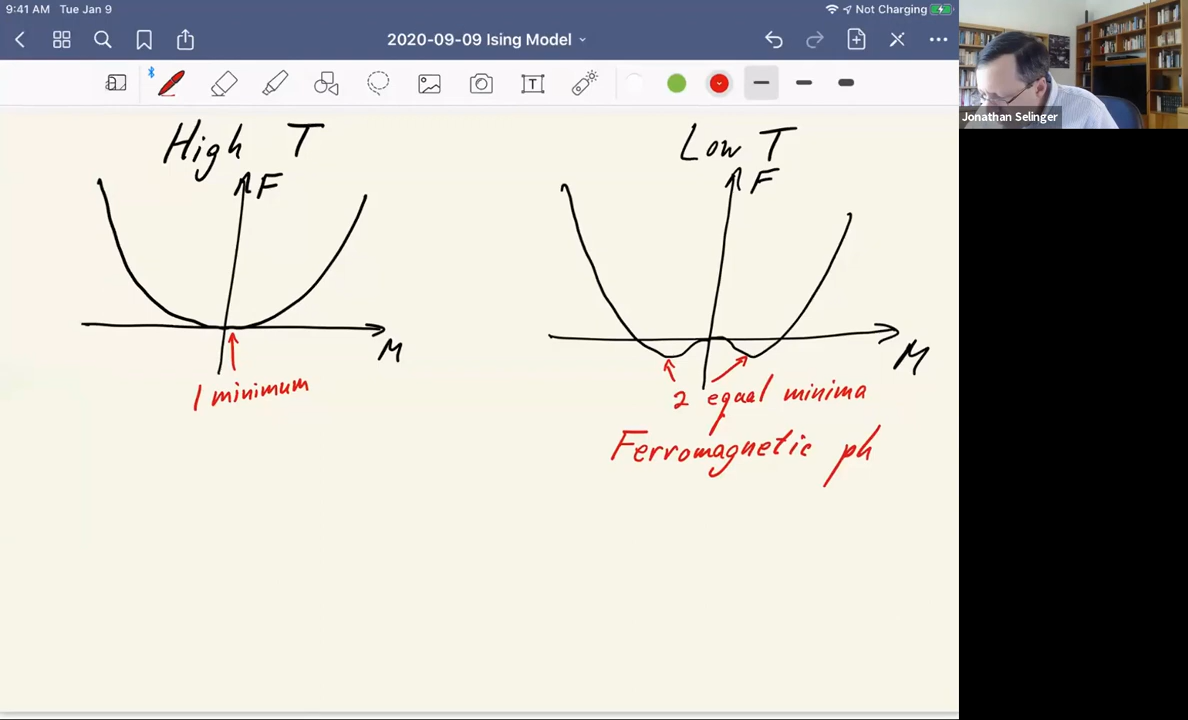 9:41 AM Tue Jan 9
Not Charging
2020-09-09 Ising Model
T
Jonathan Selinger
High T
F
M
1 minimum
Low T
F
M
2 equal minima
Ferromagnetic ph